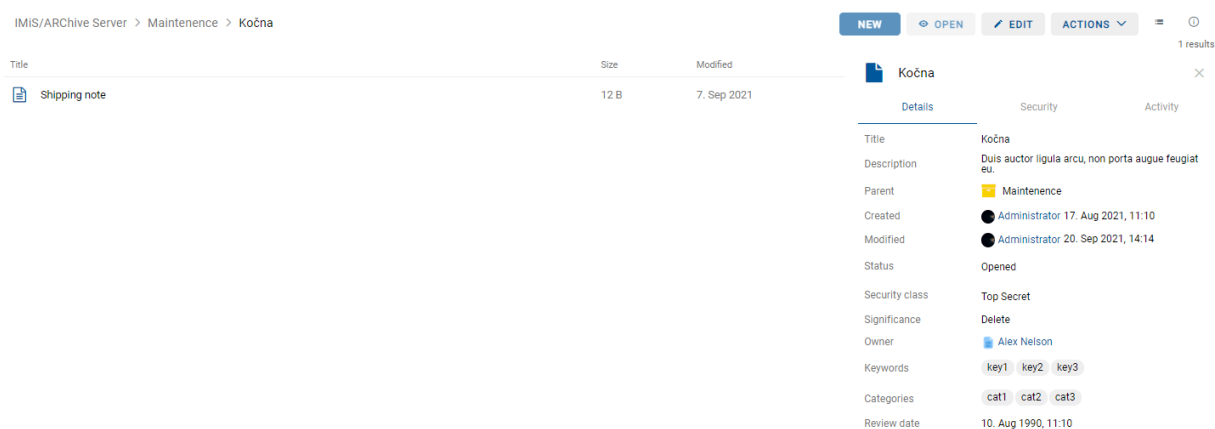 IMiS/ARChive Server > Maintenence > Kočna
NEW OPEN EDIT ACTIONS
1 results
Title Size Modified
Shipping note 12 B 7. Sep 2021
Kočna
Details Security Activity
Title Kočna
Description Duis auctor ligula arcu, non porta augue feugiat
eu.
Parent Maintenence
Created Administrator 17. Aug 2021, 11:10
Modified Administrator 20. Sep 2021, 14:14
Status Opened
Security class Top Secret
Significance Delete
Owner Alex Nelson
Keywords key1 key2 key3
Categories cat1 cat2 cat3
Review date 10. Aug 1990, 11:10